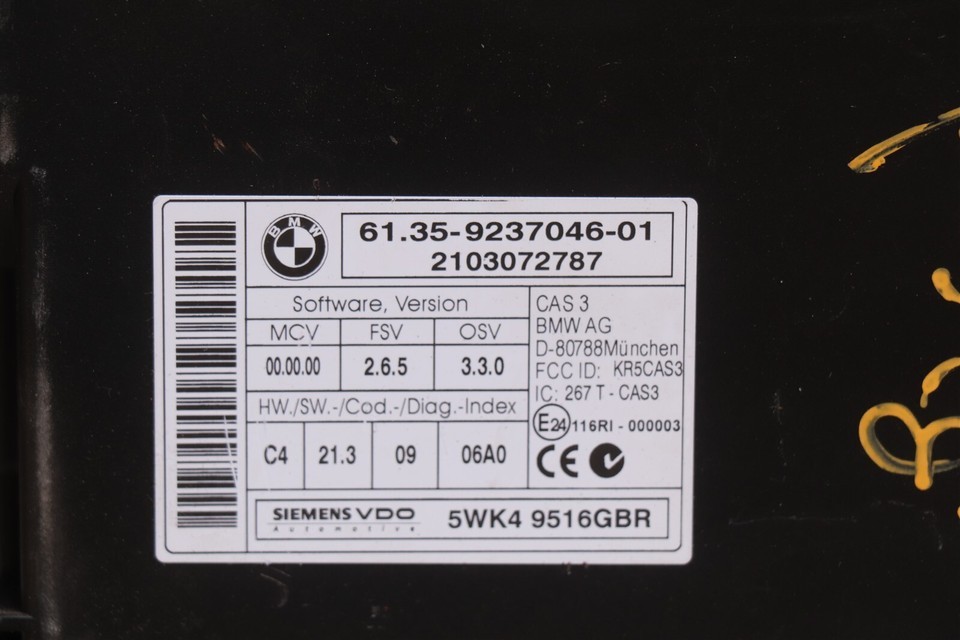 BMW
61.35-9237046-01
2103072787
Software, Version
MCV FSV OSV
00.00.00 2.6.5 3.3.0
HW./SW.-/Cod.-/Diag.-Index
C4 21.3 09 06A0
CAS 3
BMW AG
D-80788München
FCC ID: KR5CAS3
IC: 267 T - CAS3
E24 116RI - 000003
CE
SIEMENS VDO
Automotive
5WK4 9516GBR